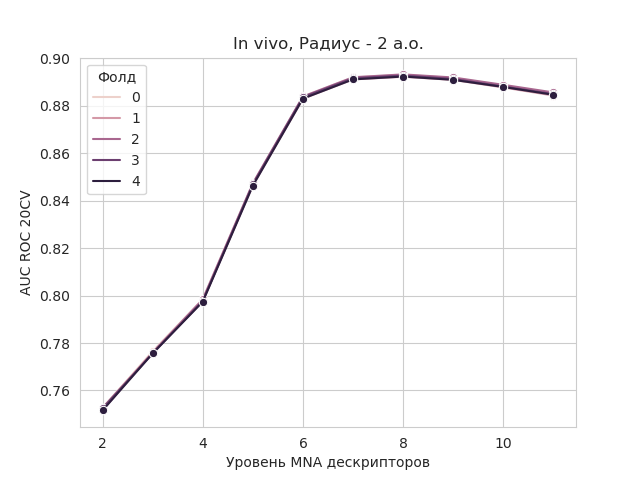 In vivo, Радиус - 2 а.о.
Фолд
0
1
2
3
4
0.90
0.88
0.86
0.84
0.82
0.80
0.78
0.76
AUC ROC 20CV
2 4 6 8 10
Уровень MNA дескрипторов